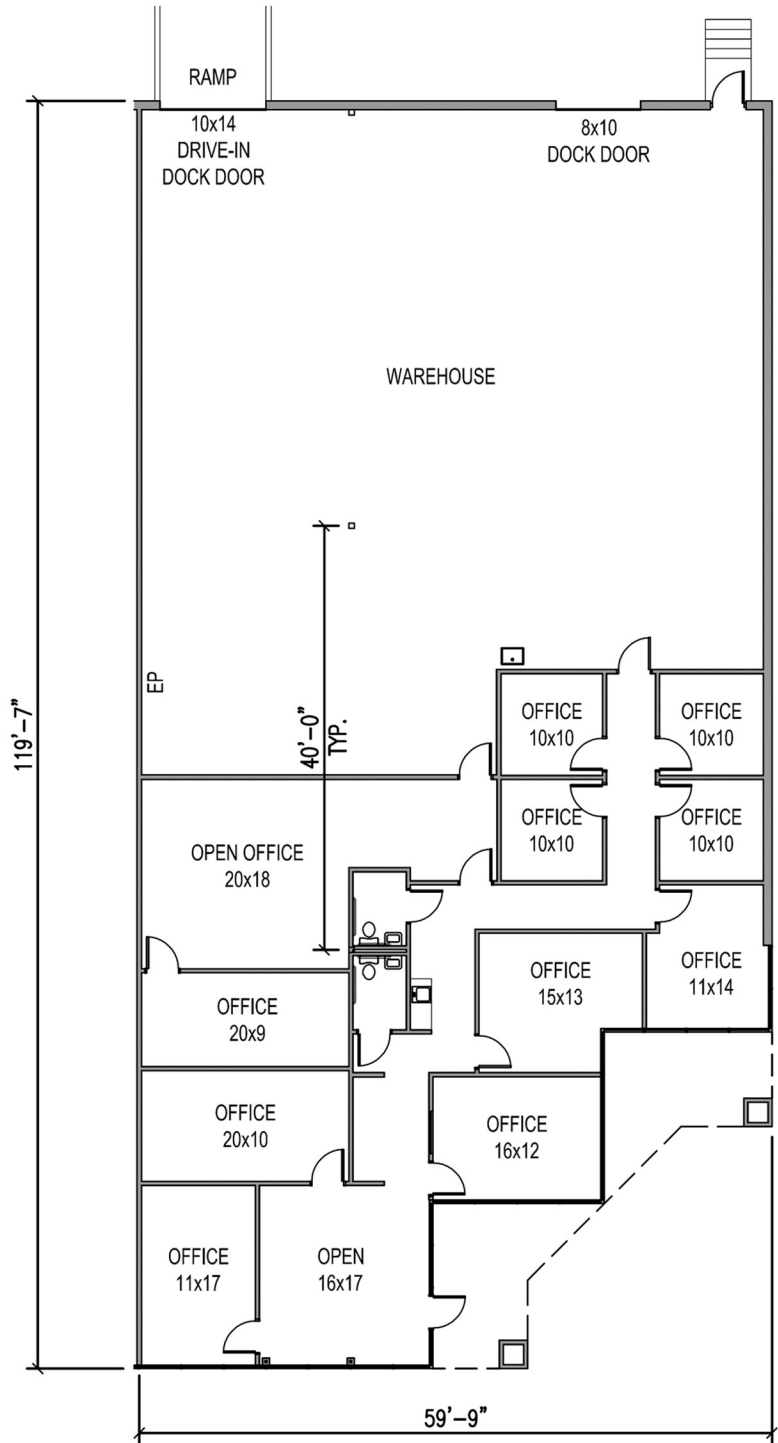 RAMP
10x14
DRIVE-IN
DOCK DOOR
8x10
DOCK DOOR
WAREHOUSE
EP
40’–0”
TYP.
119’–7”
OFFICE
10x10
OFFICE
10x10
OFFICE
10x10
OFFICE
10x10
OPEN OFFICE
20x18
OFFICE
20x9
OFFICE
15x13
OFFICE
11x14
OFFICE
20x10
OFFICE
16x12
OFFICE
11x17
OPEN
16x17
59’–9”